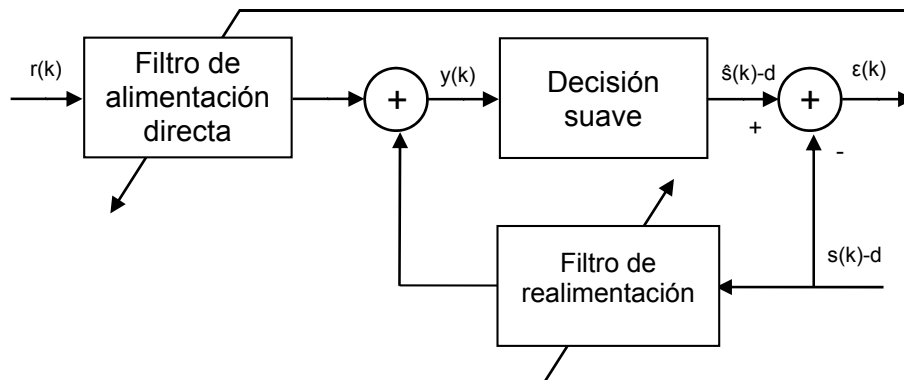 r(k)
Filtro de
alimentación
directa
+
y(k)
Decisión
suave
ŝ(k)-d
+
+
ε(k)
-
Filtro de
realimentación
s(k)-d